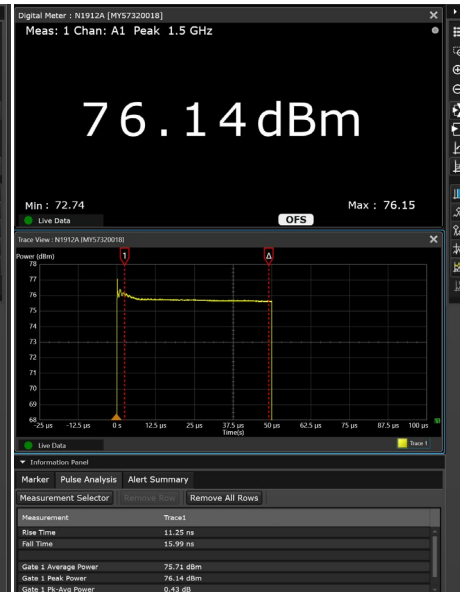 Digital Meter : N1912A [MY57320018]
Meas: 1 Chan: A1 Peak 1.5 GHz
76.14 dBm
Min : 72.74
Max : 76.15
Live Data
OFS
Trace View : N1912A [MY57320018]
Power (dBm)
1
Δ
78
77
76
75
74
73
72
71
70
69
68
-25 µs -12.5 µs 0 s 12.5 µs 25 µs 37.5 µs 50 µs 62.5 µs 75 µs 87.5 µs 100 µs
Time(s)
Live Data
Trace 1
Information Panel
Marker Pulse Analysis Alert Summary
Measurement Selector Remove Row Remove All Rows
Measurement Trace1
Rise Time 11.25 ns
Fall Time 15.99 ns
Gate 1 Average Power 75.71 dBm
Gate 1 Peak Power 76.14 dBm
Gate 1 Pk-Avg Power 0.43 dB